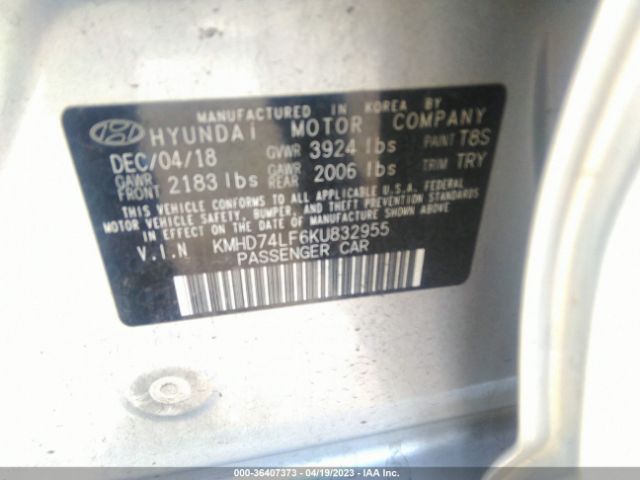 MANUFACTURED IN KOREA BY
HYUNDAI MOTOR COMPANY
DEC/04/18 GVWR 3924 lbs PAINT T8S
GAWR FRONT 2183 lbs GAWR REAR 2006 lbs TRIM TRY
THIS VEHICLE CONFORMS TO ALL APPLICABLE U.S.A. FEDERAL
MOTOR VEHICLE SAFETY, BUMPER, AND THEFT PREVENTION STANDARDS
IN EFFECT ON THE DATE OF MANUFACTURE SHOWN ABOVE.
V.I.N KMHD74LF6KU832955
PASSENGER CAR
000-36407373 - 04/19/2023 - IAA Inc.